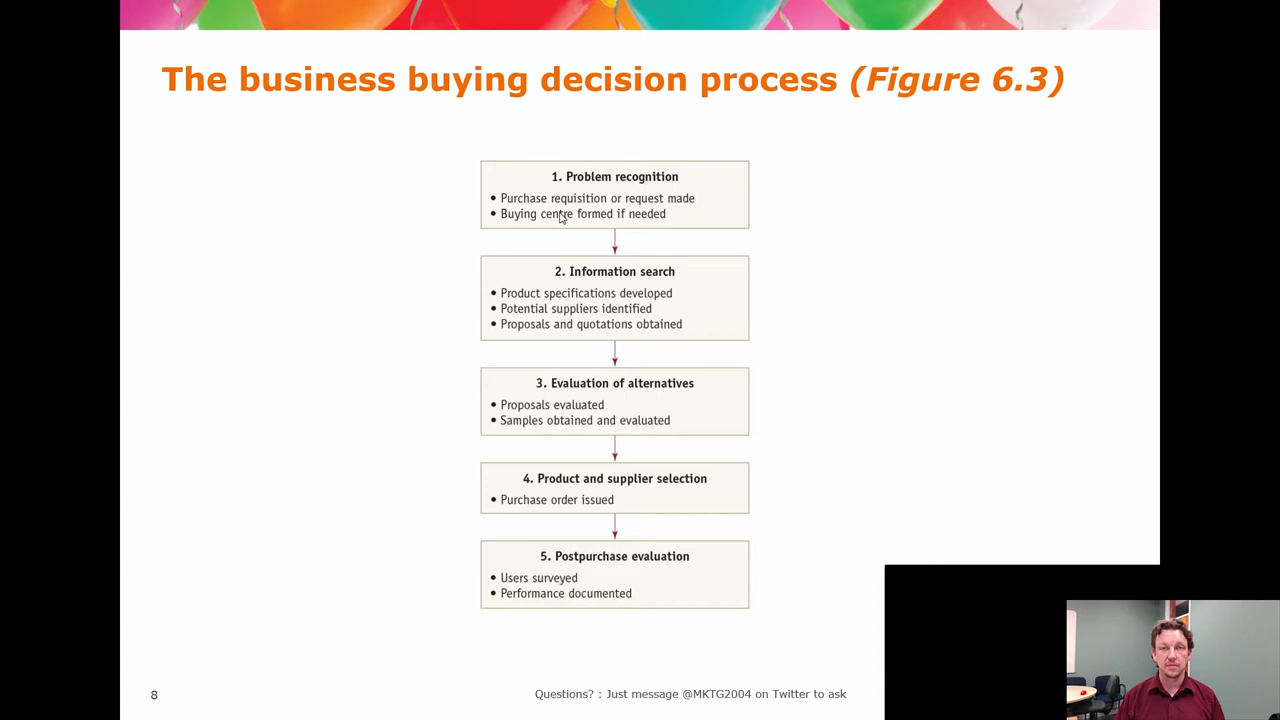 The business buying decision process (Figure 6.3)
1. Problem recognition
• Purchase requisition or request made
• Buying centre formed if needed
2. Information search
• Product specifications developed
• Potential suppliers identified
• Proposals and quotations obtained
3. Evaluation of alternatives
• Proposals evaluated
• Samples obtained and evaluated
4. Product and supplier selection
• Purchase order issued
5. Postpurchase evaluation
• Users surveyed
• Performance documented
8
Questions? : Just message @MKTG2004 on Twitter to ask